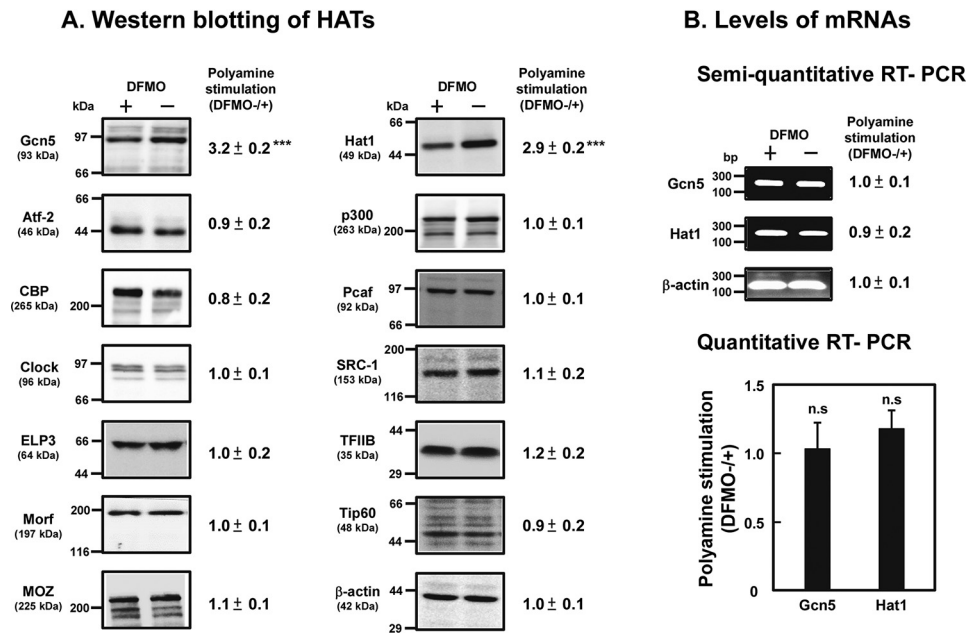 A. Western blotting of HATs
kDa
DFMO
+ −
Polyamine
stimulation
(DFMO-/+)
Gcn5
(93 kDa)
97
66
3.2 ± 0.2 ***
Atf-2
(46 kDa)
44
0.9 ± 0.2
CBP
(265 kDa)
200
0.8 ± 0.2
Clock
(96 kDa)
97
66
1.0 ± 0.1
ELP3
(64 kDa)
66
44
1.0 ± 0.2
Morf
(197 kDa)
200
116
1.0 ± 0.1
MOZ
(225 kDa)
200
1.1 ± 0.1
kDa
DFMO
+ −
Polyamine
stimulation
(DFMO-/+)
Hat1
(49 kDa)
66
44
2.9 ± 0.2 ***
p300
(263 kDa)
200
1.0 ± 0.1
Pcaf
(92 kDa)
97
66
1.0 ± 0.1
SRC-1
(153 kDa)
200
116
1.1 ± 0.2
TFIIB
(35 kDa)
44
29
1.2 ± 0.2
Tip60
(48 kDa)
66
44
0.9 ± 0.2
β-actin
(42 kDa)
44
29
1.0 ± 0.1
B. Levels of mRNAs
Semi-quantitative RT- PCR
bp
DFMO
+ −
Polyamine
stimulation
(DFMO-/+)
Gcn5
300
100
1.0 ± 0.1
Hat1
300
100
0.9 ± 0.2
β-actin
300
100
1.0 ± 0.1
Quantitative RT- PCR
Polyamine stimulation
(DFMO-/+)
1.5
1.0
0.5
0
n.s
n.s
Gcn5
Hat1